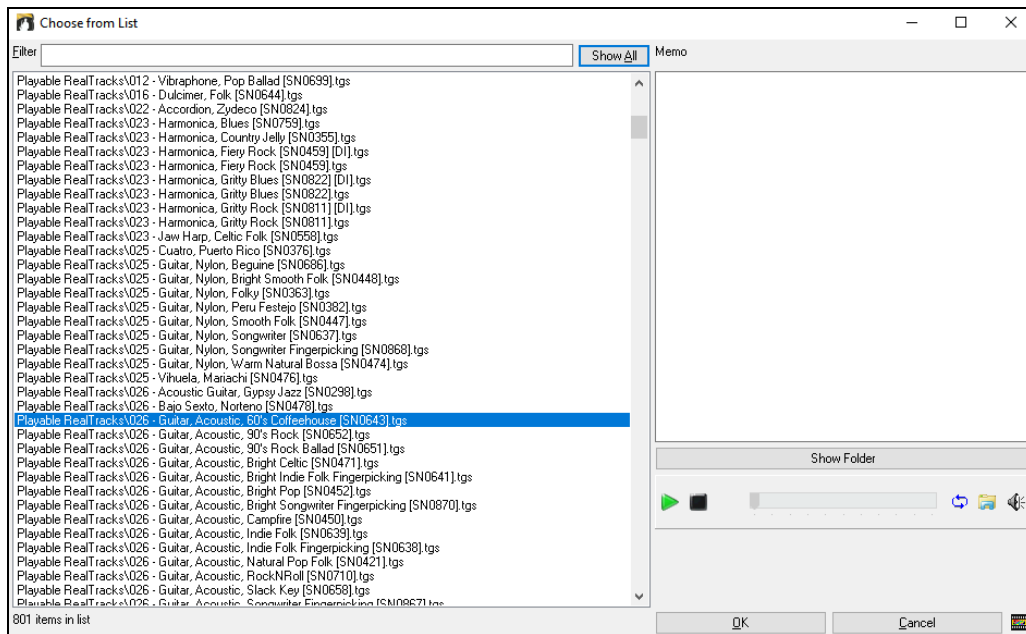 Choose from List
Filter
Show All
Memo
Playable RealTracks\012 - Vibraphone, Pop Ballad [SN0699].tgs
Playable RealTracks\016 - Dulcimer, Folk [SN0644].tgs
Playable RealTracks\022 - Accordion, Zydeco [SN0824].tgs
Playable RealTracks\023 - Harmonica, Blues [SN0759].tgs
Playable RealTracks\023 - Harmonica, Country Jelly [SN0355].tgs
Playable RealTracks\023 - Harmonica, Fiery Rock [SN0459] [DI].tgs
Playable RealTracks\023 - Harmonica, Fiery Rock [SN0459].tgs
Playable RealTracks\023 - Harmonica, Gritty Blues [SN0822] [DI].tgs
Playable RealTracks\023 - Harmonica, Gritty Blues [SN0822].tgs
Playable RealTracks\023 - Harmonica, Gritty Rock [SN0811] [DI].tgs
Playable RealTracks\023 - Harmonica, Gritty Rock [SN0811].tgs
Playable RealTracks\023 - Jaw Harp, Celtic Folk [SN0558].tgs
Playable RealTracks\025 - Cuatro, Puerto Rico [SN0376].tgs
Playable RealTracks\025 - Guitar, Nylon, Beguine [SN0686].tgs
Playable RealTracks\025 - Guitar, Nylon, Bright Smooth Folk [SN0448].tgs
Playable RealTracks\025 - Guitar, Nylon, Folky [SN0363].tgs
Playable RealTracks\025 - Guitar, Nylon, Peru Festejo [SN0382].tgs
Playable RealTracks\025 - Guitar, Nylon, Smooth Folk [SN0447].tgs
Playable RealTracks\025 - Guitar, Nylon, Songwriter [SN0637].tgs
Playable RealTracks\025 - Guitar, Nylon, Songwriter Fingerpicking [SN0868].tgs
Playable RealTracks\025 - Guitar, Nylon, Warm Natural Bossa [SN0474].tgs
Playable RealTracks\025 - Vihuela, Mariachi [SN0476].tgs
Playable RealTracks\026 - Acoustic Guitar, Gypsy Jazz [SN0298].tgs
Playable RealTracks\026 - Bajo Sexto, Norteno [SN0478].tgs
Playable RealTracks\026 - Guitar, Acoustic, 60's Coffeehouse [SN0643].tgs
Playable RealTracks\026 - Guitar, Acoustic, 90's Rock [SN0652].tgs
Playable RealTracks\026 - Guitar, Acoustic, 90's Rock Ballad [SN0651].tgs
Playable RealTracks\026 - Guitar, Acoustic, Bright Celtic [SN0471].tgs
Playable RealTracks\026 - Guitar, Acoustic, Bright Indie Folk Fingerpicking [SN0641].tgs
Playable RealTracks\026 - Guitar, Acoustic, Bright Pop [SN0452].tgs
Playable RealTracks\026 - Guitar, Acoustic, Bright Songwriter Fingerpicking [SN0870].tgs
Playable RealTracks\026 - Guitar, Acoustic, Campfire [SN0450].tgs
Playable RealTracks\026 - Guitar, Acoustic, Indie Folk [SN0639].tgs
Playable RealTracks\026 - Guitar, Acoustic, Indie Folk Fingerpicking [SN0638].tgs
Playable RealTracks\026 - Guitar, Acoustic, Natural Pop Folk [SN0421].tgs
Playable RealTracks\026 - Guitar, Acoustic, RockNRoll [SN0710].tgs
Playable RealTracks\026 - Guitar, Acoustic, Slack Key [SN0658].tgs
Playable RealTracks\026 - Guitar, Acoustic, Songwriter Fingerpicking [SN0867].tgs
Show Folder
801 items in list
OK
Cancel